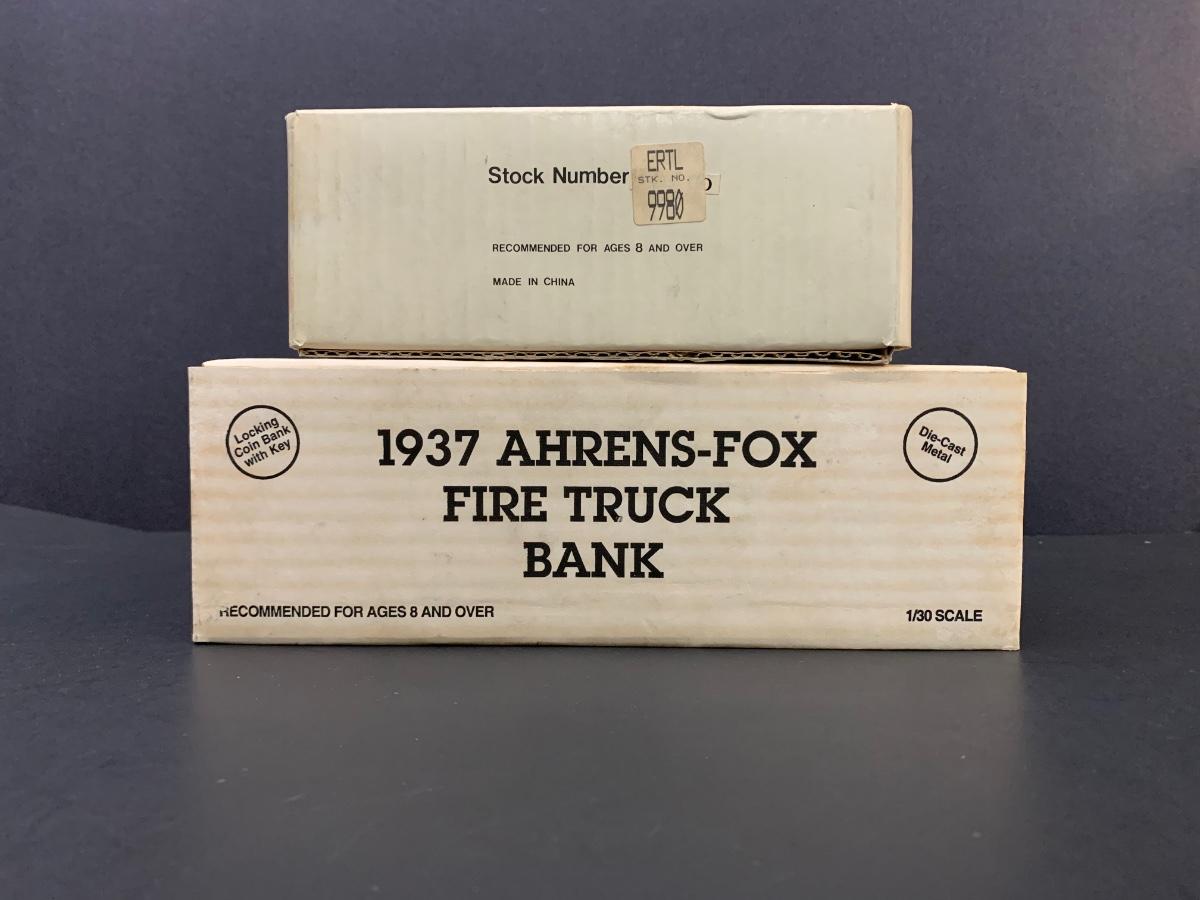 Stock Number
ERTL
STK. NO.
9980
RECOMMENDED FOR AGES 8 AND OVER
MADE IN CHINA
Locking
Coin Bank
with Key
1937 AHRENS-FOX
FIRE TRUCK
BANK
Die-Cast
Metal
RECOMMENDED FOR AGES 8 AND OVER
1/30 SCALE